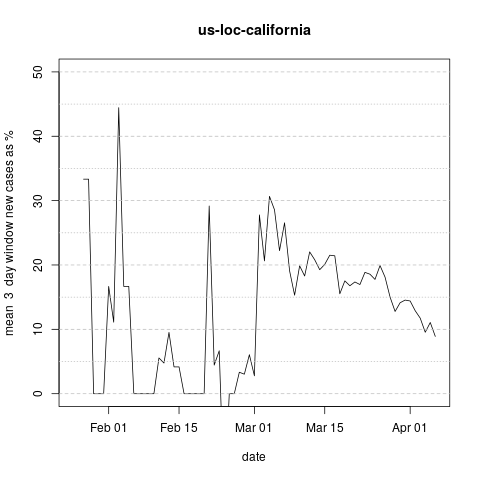 us-loc-california
mean 3 day window new cases as %
50
40
30
20
10
0
Feb 01 Feb 15 Mar 01 Mar 15 Apr 01
date